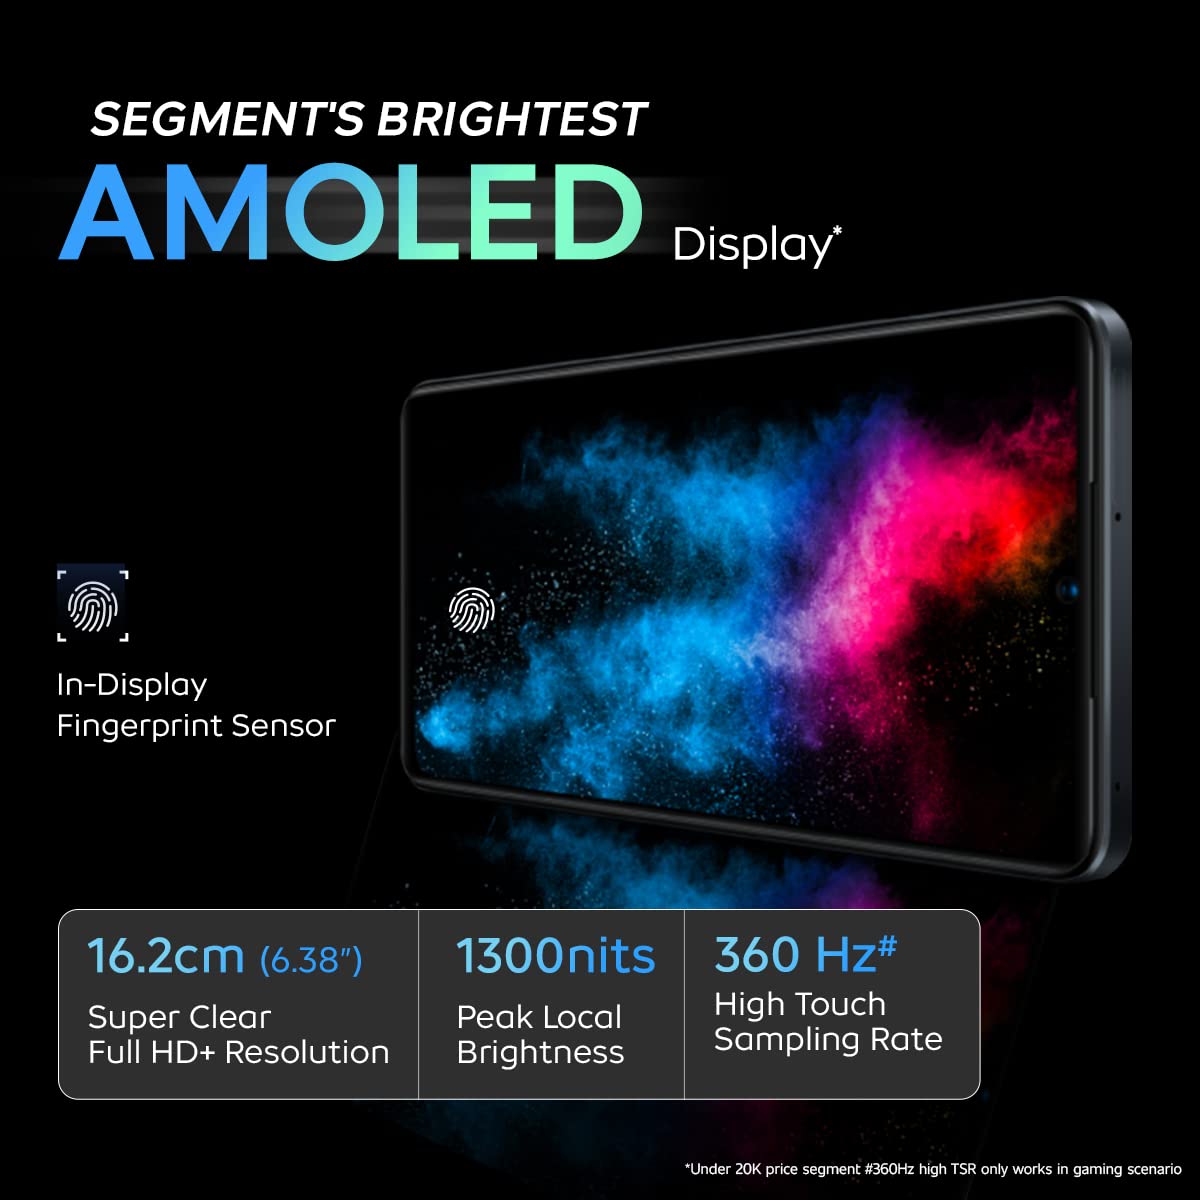 SEGMENT'S BRIGHTEST
AMOLED Display*
In-Display
Fingerprint Sensor
16.2cm (6.38″)
Super Clear
Full HD+ Resolution
1300nits
Peak Local
Brightness
360 Hz#
High Touch
Sampling Rate
*Under 20K price segment #360Hz high TSR only works in gaming scenario